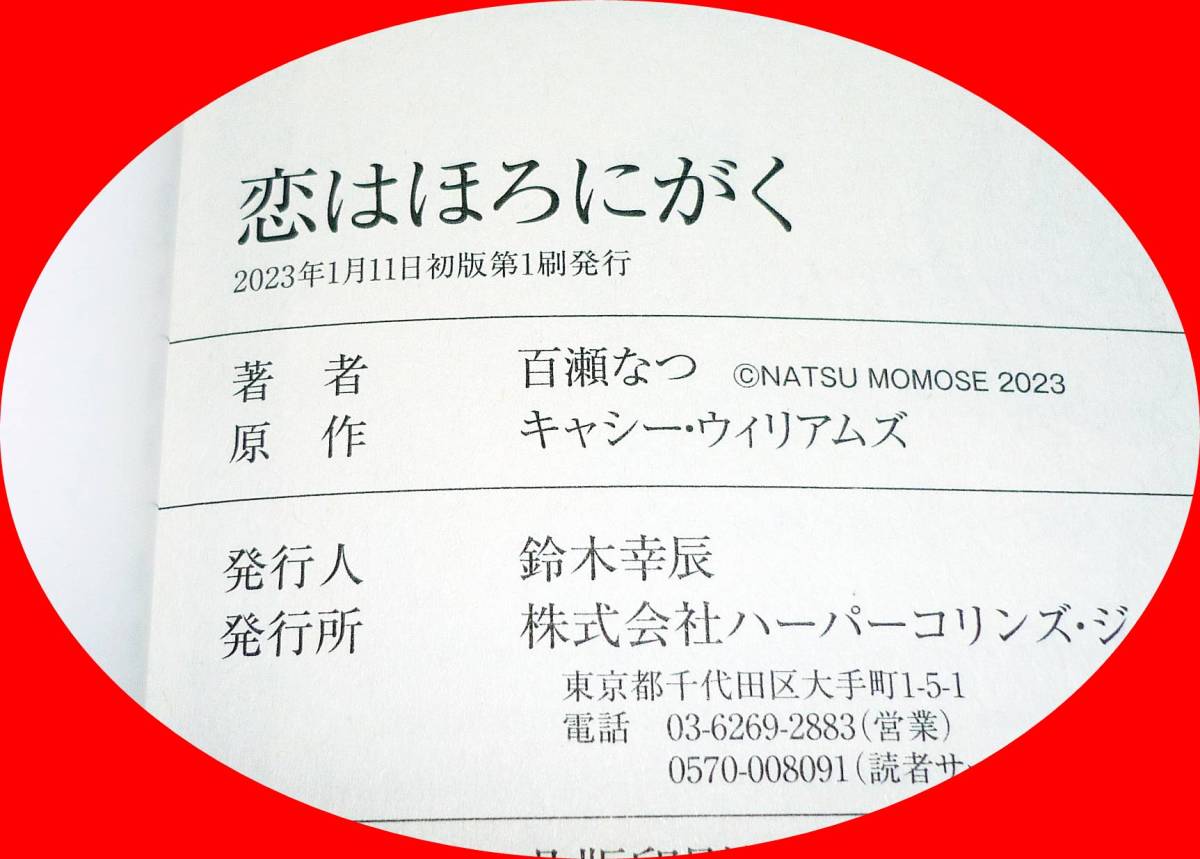 恋はほろにがく
2023年1月11日初版第1刷発行
著　者　百瀬なつ　©NATSU MOMOSE 2023
原　作　キャシー・ウィリアムズ
発行人　鈴木幸辰
発行所　株式会社ハーパーコリンズ・ジ
東京都千代田区大手町1-5-1
電話　03-6269-2883(営業)
0570-008091(読者サ